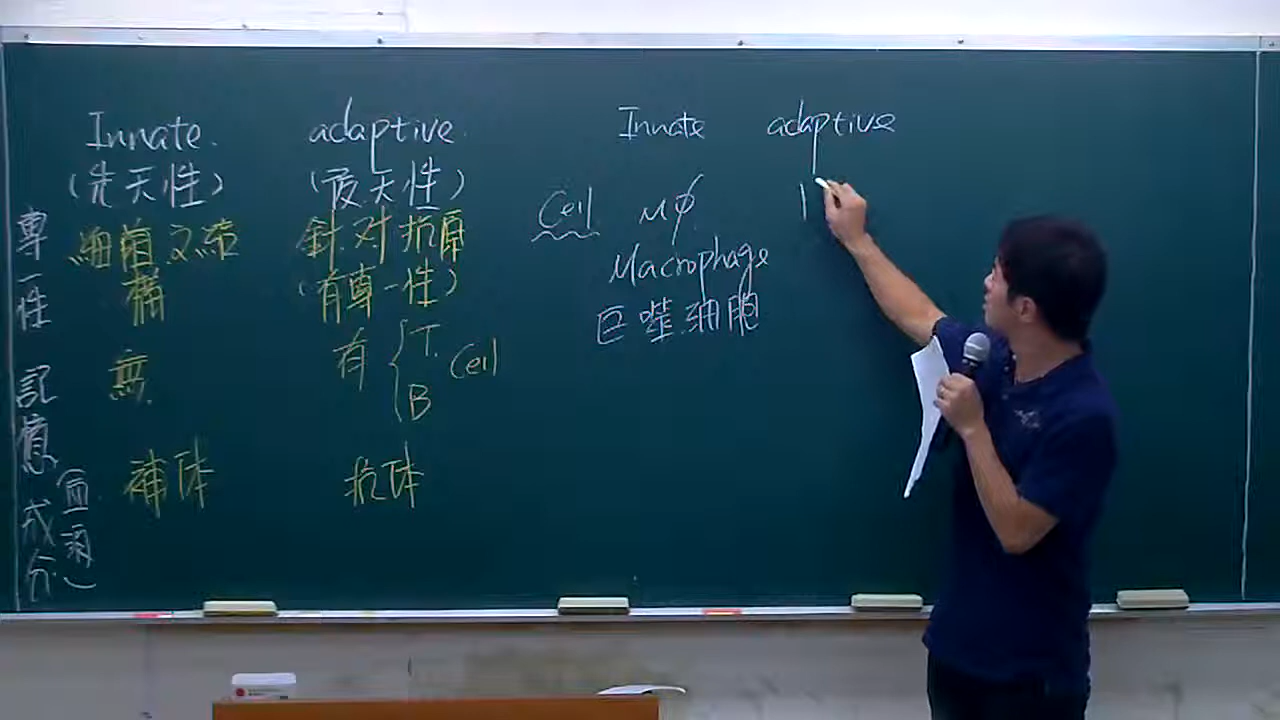 Innate. adaptive.
(先天性) (後天性)
專一性 細菌 又統 針对抗原
稱 (有專一性)
記憶 無. 有 { T. B Cell
成分 (血液) 補体 抗体
Innate adaptive
Cell Mφ
Macrophage
巨噬細胞